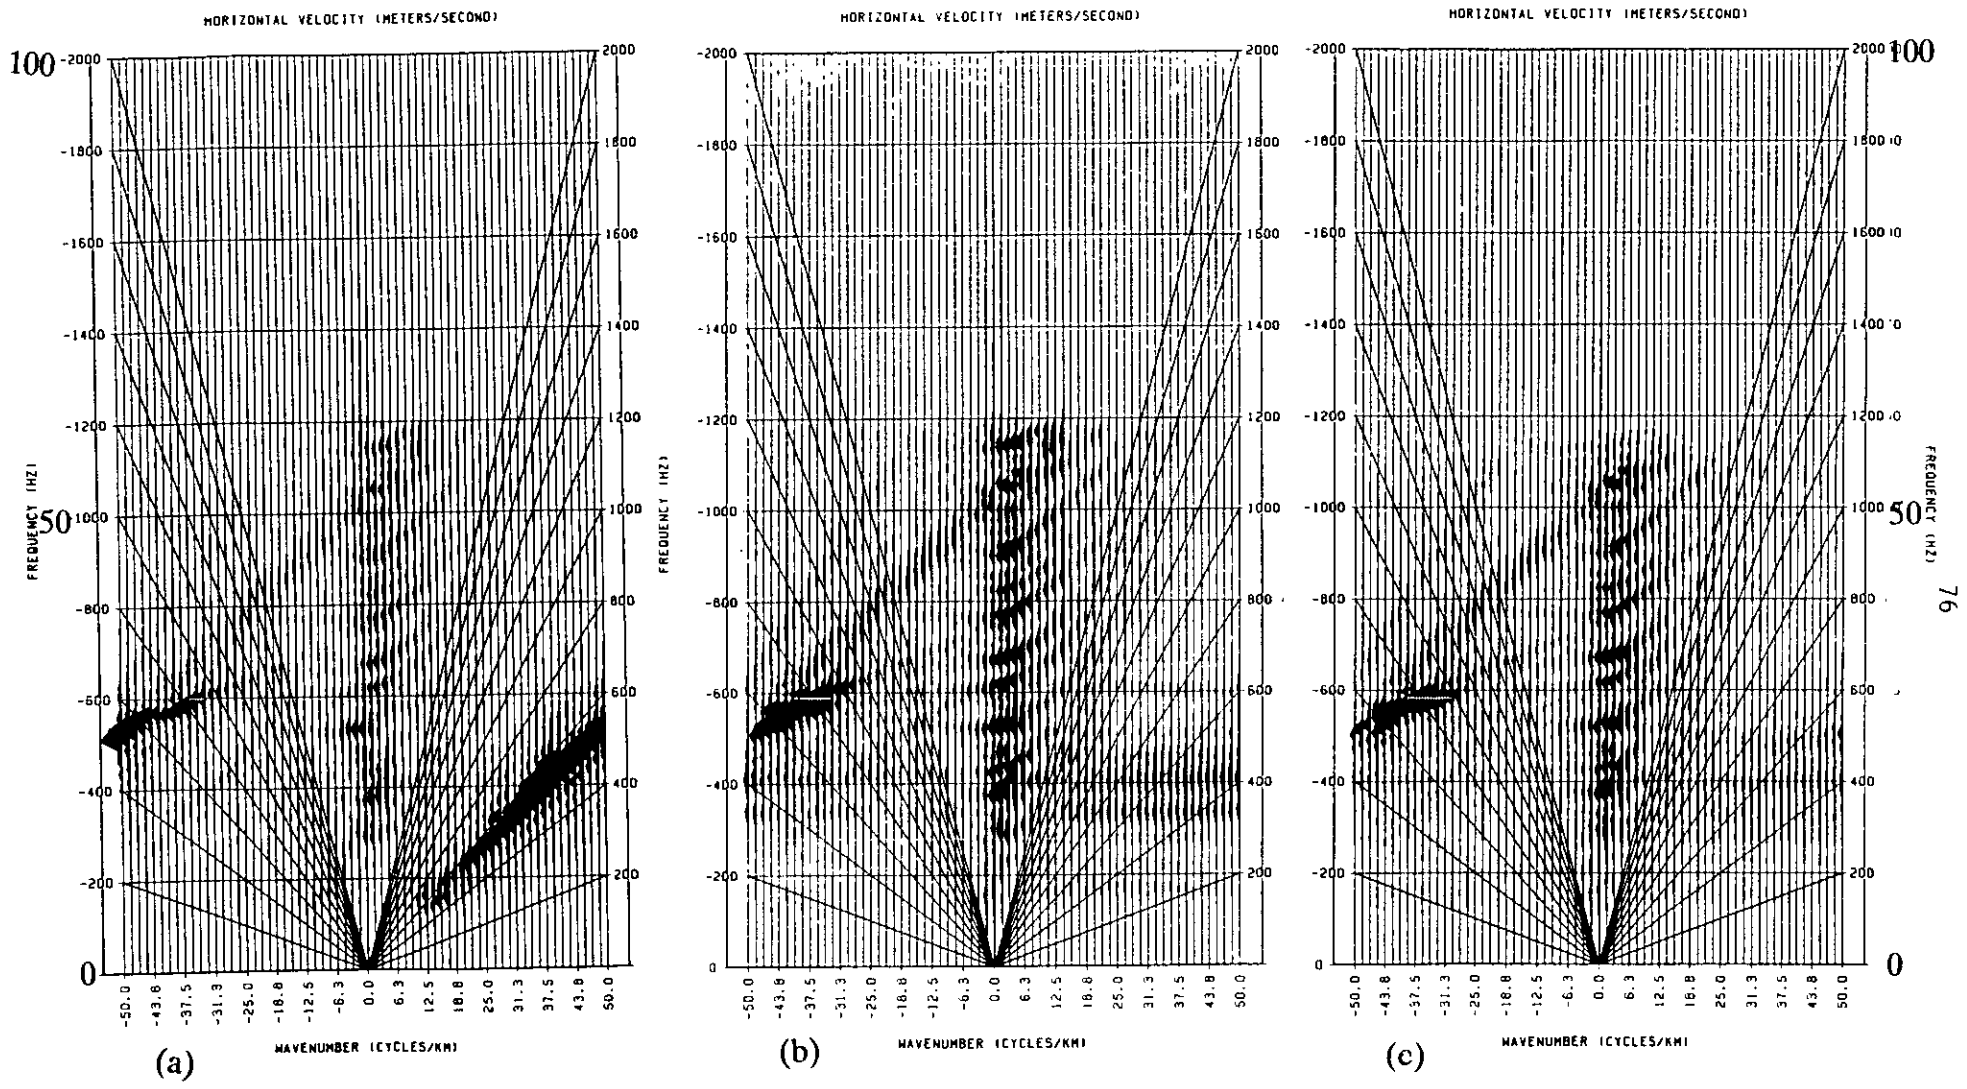 HORIZONTAL VELOCITY (METERS/SECOND)
100 -2000 2000
-1800 1800
-1600 1600
-1400 1400
-1200 1200
50 1000 1000
-800 800
-600 600
-400 400
-200 200
0
FREQUENCY (HZ)
-50.0 -43.8 -37.5 -31.3 -25.0 -18.8 -12.5 -6.3 0.0 6.3 12.5 18.8 25.0 31.3 37.5 43.8 50.0
WAVENUMBER (CYCLES/KM)
(a)
HORIZONTAL VELOCITY (METERS/SECOND)
-2000 2000
-1800 1800
-1600 1600
-1400 1400
-1200 1200
-1000 1000
-800 800
-600 600
-400 400
-200 200
0
FREQUENCY (HZ)
-50.0 -43.8 -37.5 -31.3 -25.0 -18.8 -12.5 -6.3 0.0 6.3 12.5 18.8 25.0 31.3 37.5 43.8 50.0
WAVENUMBER (CYCLES/KM)
(b)
HORIZONTAL VELOCITY (METERS/SECOND)
-2000 2000 100
-1800 1800
-1600 1600
-1400 1400
-1200 1200
-1000 1000 50
-800 800
-600 600
-400 400
-200 200
0 0
FREQUENCY (HZ)
-50.0 -43.8 -37.5 -31.3 -25.0 -18.8 -12.5 -6.3 0.0 6.3 12.5 18.8 25.0 31.3 37.5 43.8 50.0
WAVENUMBER (CYCLES/KM)
(c)
76